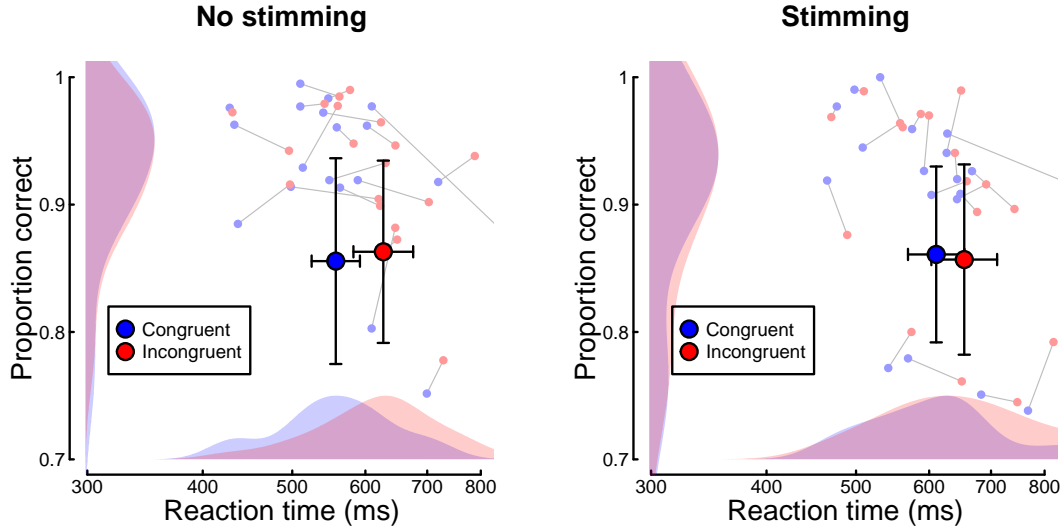 No stimming
Proportion correct
1
0.9
0.8
0.7
Congruent
Incongruent
300 400 500 600 700 800
Reaction time (ms)
Stimming
Proportion correct
1
0.9
0.8
0.7
Congruent
Incongruent
300 400 500 600 700 800
Reaction time (ms)